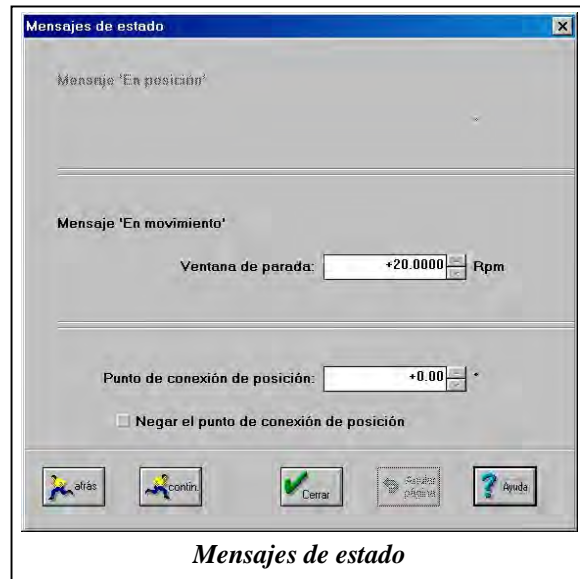 Mensajes de estado
Mensaje 'En posición'
Mensaje 'En movimiento'
Ventana de parada: +20.0000 Rpm
Punto de conexión de posición: +0.00 °
Negar el punto de conexión de posición
atrás contin. Cerrar página Ayuda
Mensajes de estado